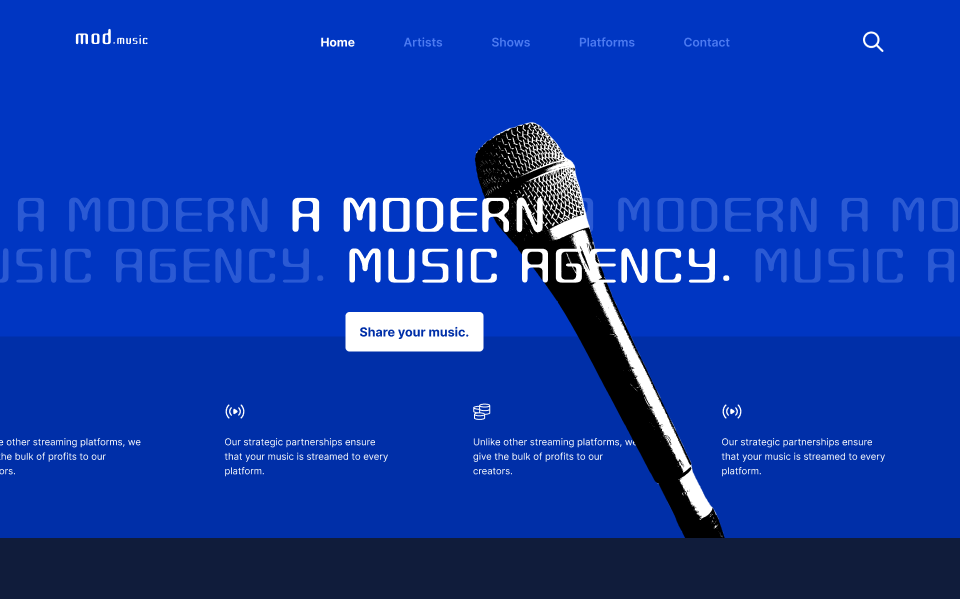 mod.music
Home Artists Shows Platforms Contact
A MODERN A MODERN A MODERN A MO
USIC AGENCY. MUSIC AGENCY. MUSIC A
Share your music.
e other streaming platforms, we
the bulk of profits to our
ors.
Our strategic partnerships ensure
that your music is streamed to every
platform.
Unlike other streaming platforms, we
give the bulk of profits to our
creators.
Our strategic partnerships ensure
that your music is streamed to every
platform.